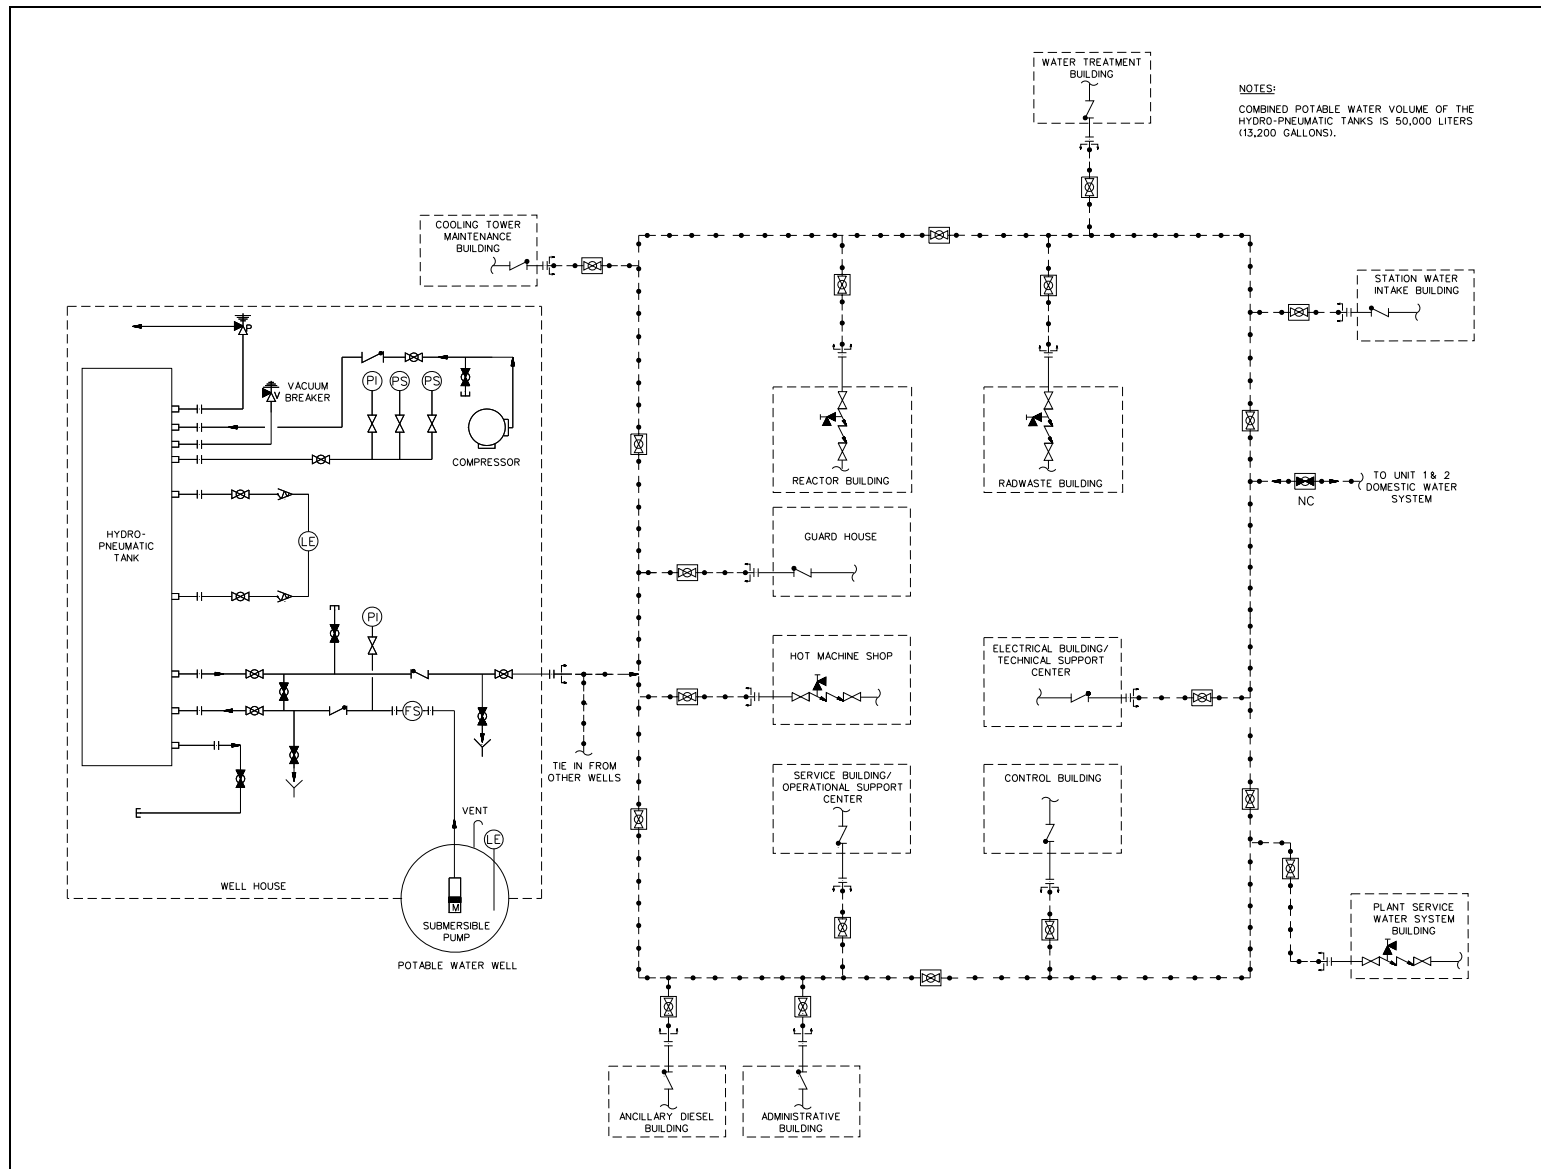 WATER TREATMENT
BUILDING
NOTES:
COMBINED POTABLE WATER VOLUME OF THE
HYDRO-PNEUMATIC TANKS IS 50,000 LITERS
(13,200 GALLONS).
COOLING TOWER
MAINTENANCE
BUILDING
STATION WATER
INTAKE BUILDING
P
VACUUM
BREAKER
V
PI
PS
PS
COMPRESSOR
REACTOR BUILDING
RADWASTE BUILDING
TO UNIT 1 & 2
DOMESTIC WATER
SYSTEM
NC
HYDRO-
PNEUMATIC
TANK
LE
GUARD HOUSE
PI
HOT MACHINE SHOP
ELECTRICAL BUILDING/
TECHNICAL SUPPORT
CENTER
FS
TIE IN FROM
OTHER WELLS
SERVICE BUILDING/
OPERATIONAL SUPPORT
CENTER
CONTROL BUILDING
VENT
LE
WELL HOUSE
M
SUBMERSIBLE
PUMP
POTABLE WATER WELL
PLANT SERVICE
WATER SYSTEM
BUILDING
ANCILLARY DIESEL
BUILDING
ADMINISTRATIVE
BUILDING